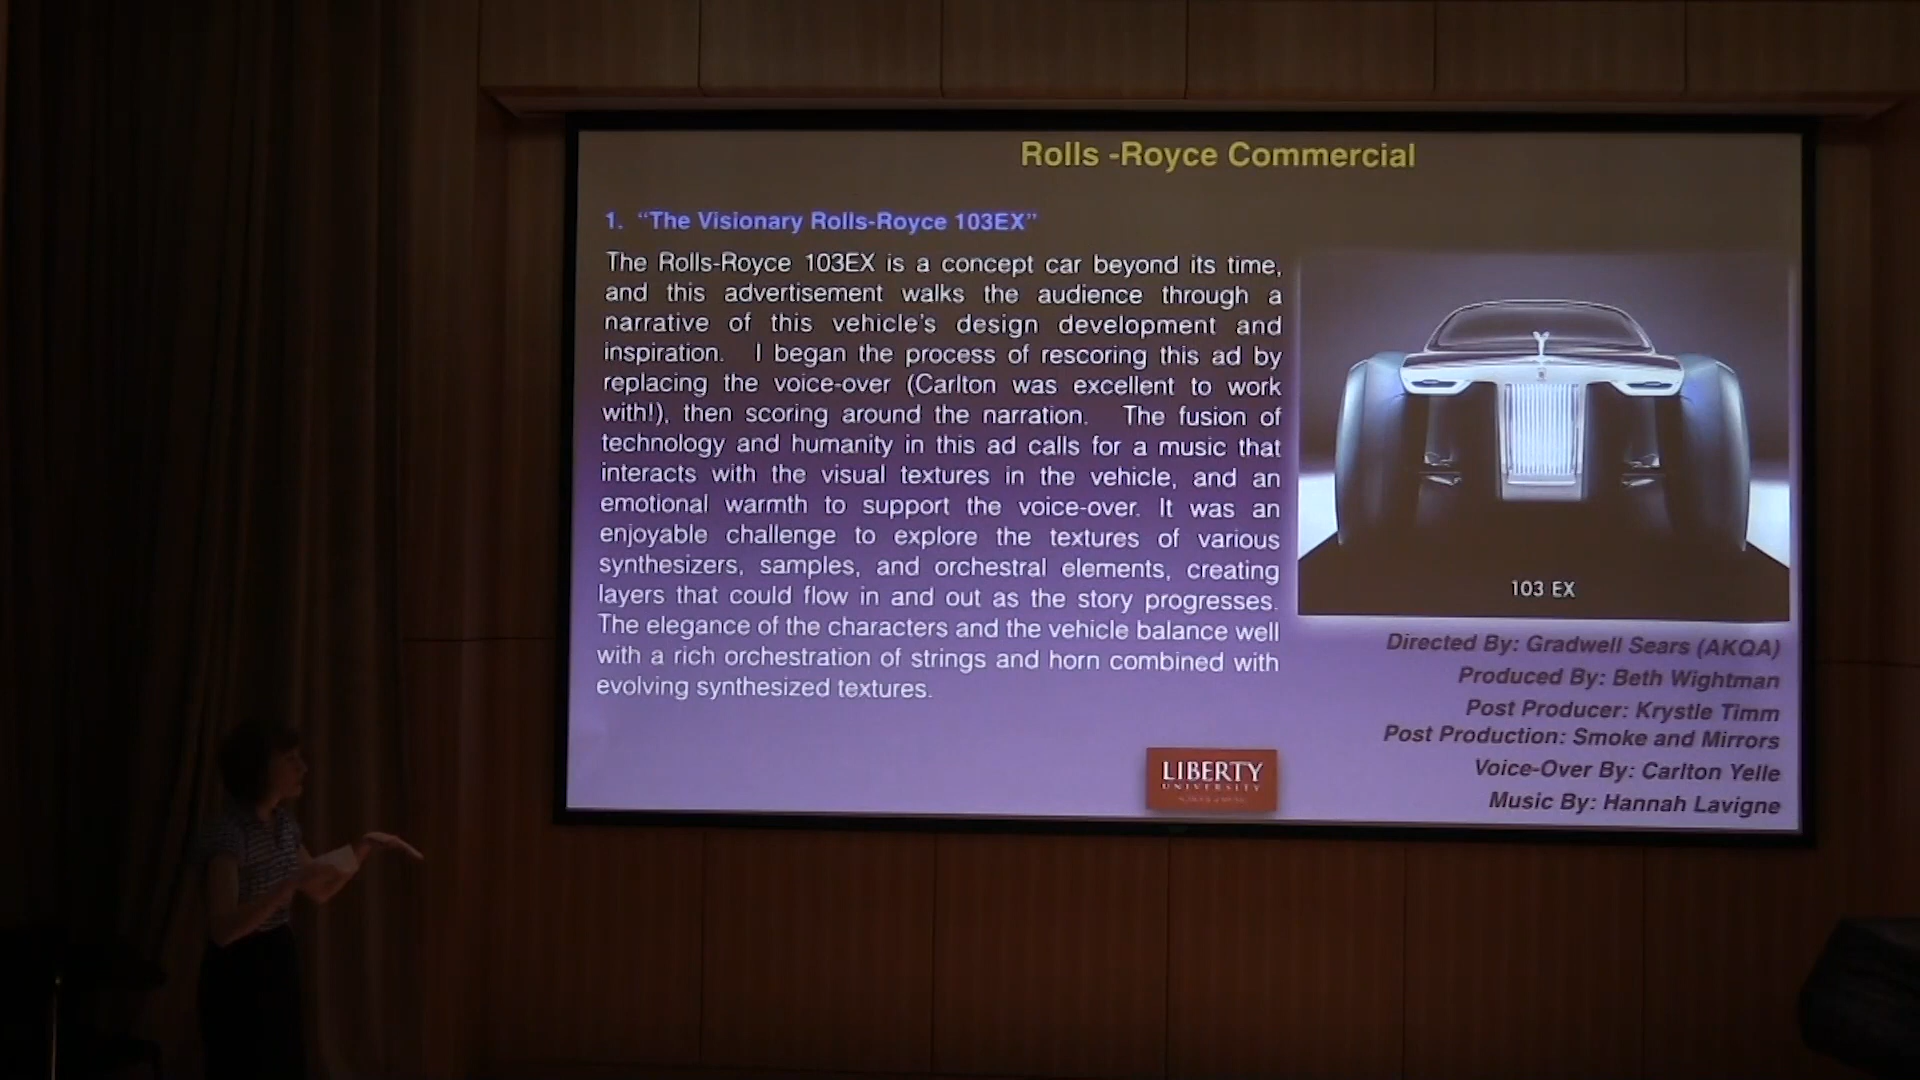 Rolls -Royce Commercial
1. “The Visionary Rolls-Royce 103EX”
The Rolls-Royce 103EX is a concept car beyond its time,
and this advertisement walks the audience through a
narrative of this vehicle's design development and
inspiration. I began the process of rescoring this ad by
replacing the voice-over (Carlton was excellent to work
with!), then scoring around the narration. The fusion of
technology and humanity in this ad calls for a music that
interacts with the visual textures in the vehicle, and an
emotional warmth to support the voice-over. It was an
enjoyable challenge to explore the textures of various
synthesizers, samples, and orchestral elements, creating
layers that could flow in and out as the story progresses.
The elegance of the characters and the vehicle balance well
with a rich orchestration of strings and horn combined with
evolving synthesized textures.
103 EX
Directed By: Gradwell Sears (AKQA)
Produced By: Beth Wightman
Post Producer: Krystle Timm
Post Production: Smoke and Mirrors
Voice-Over By: Carlton Yelle
Music By: Hannah Lavigne
LIBERTY
UNIVERSITY